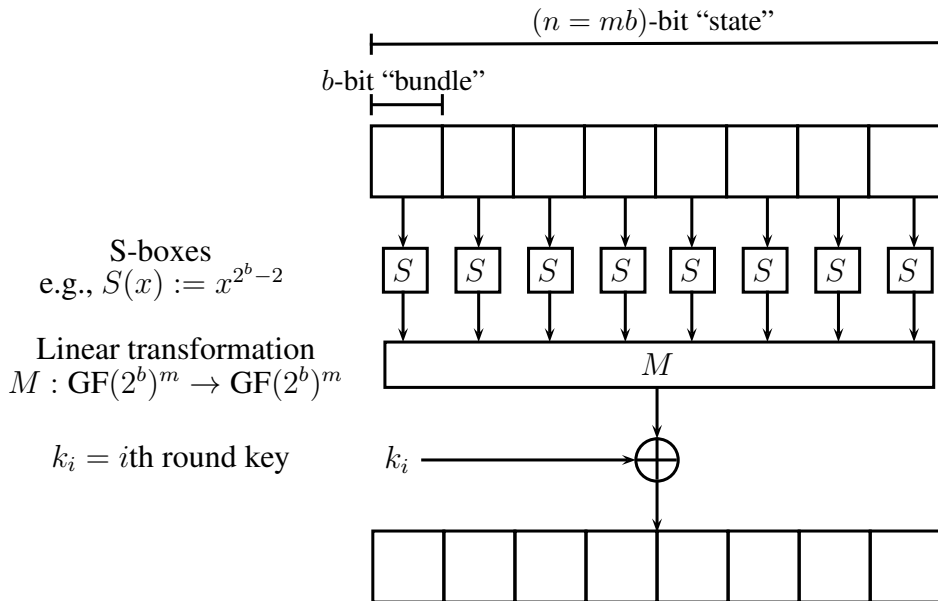 (n = mb)-bit “state”
b-bit “bundle”
S-boxes
e.g., S(x) := x^{2^b−2}
S S S S S S S S
Linear transformation
M : GF(2^b)^m → GF(2^b)^m
M
k_i = ith round key
k_i